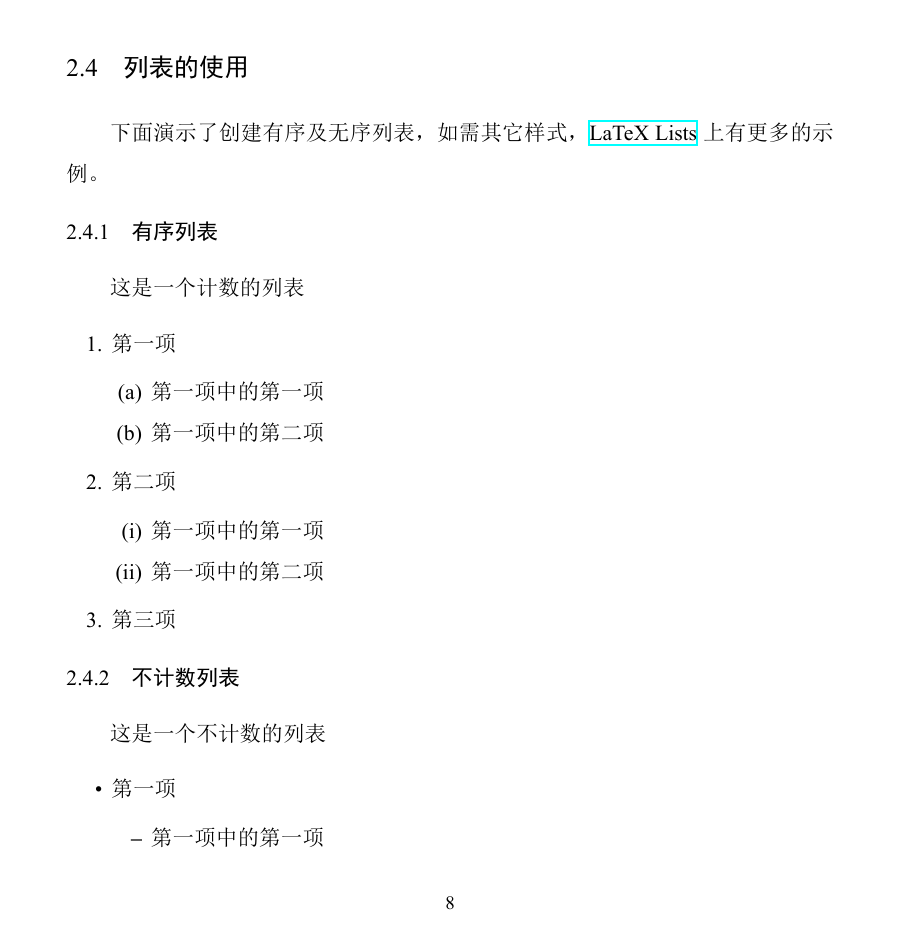 2.4 列表的使用
下面演示了创建有序及无序列表，如需其它样式，LaTeX Lists 上有更多的示
例。
2.4.1 有序列表
这是一个计数的列表
1. 第一项
(a) 第一项中的第一项
(b) 第一项中的第二项
2. 第二项
(i) 第一项中的第一项
(ii) 第一项中的第二项
3. 第三项
2.4.2 不计数列表
这是一个不计数的列表
• 第一项
– 第一项中的第一项
8